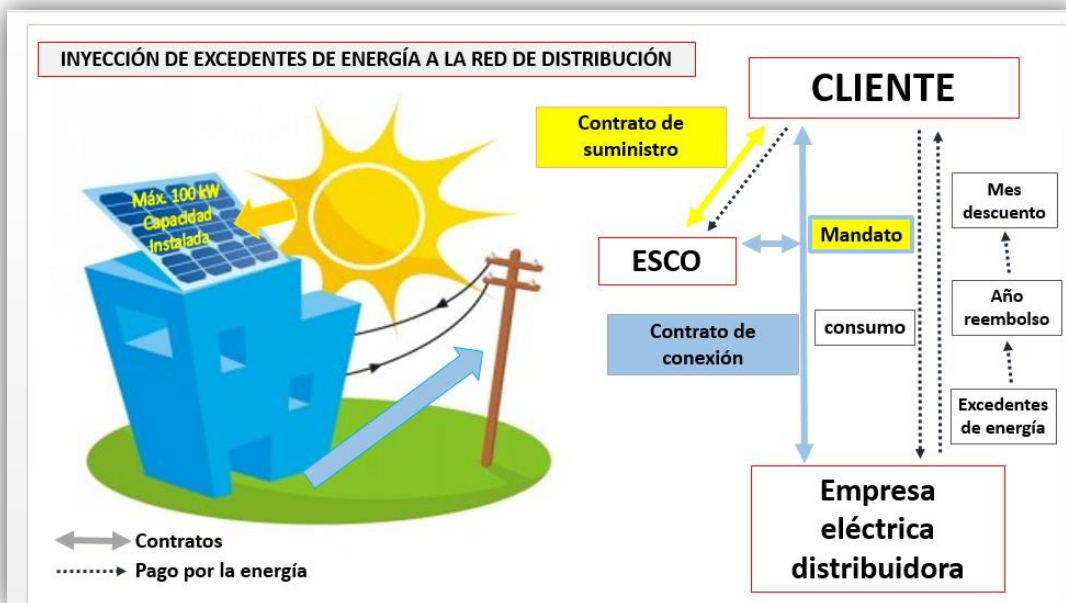 INYECCIÓN DE EXCEDENTES DE ENERGÍA A LA RED DE DISTRIBUCIÓN
Máx. 100 kW
Capacidad
Instalada
CLIENTE
Contrato de
suministro
ESCO
Mandato
Mes
descuento
Contrato de
conexión
consumo
Año
reembolso
Excedentes
de energía
Empresa
eléctrica
distribuidora
Contratos
Pago por la energía